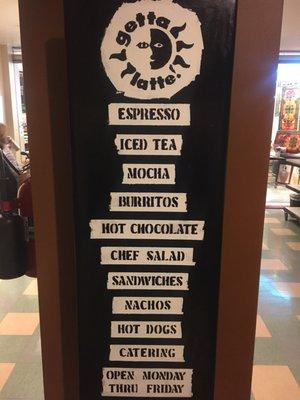 getta
latte!
ESPRESSO
ICED TEA
MOCHA
BURRITOS
HOT CHOCOLATE
CHEF SALAD
SANDWICHES
NACHOS
HOT DOGS
CATERING
OPEN MONDAY
THRU FRIDAY